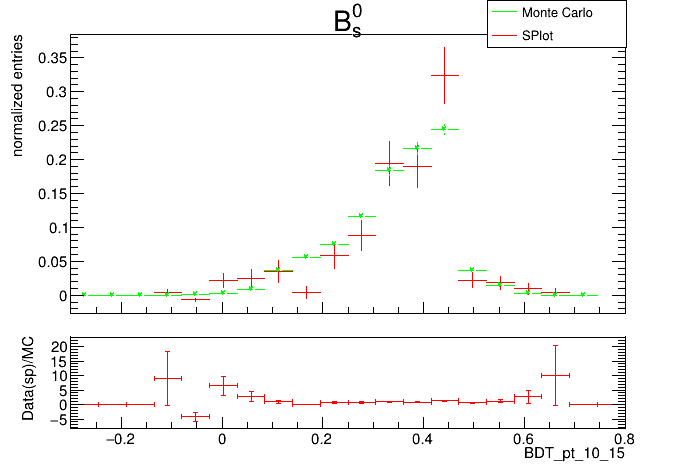 B_s^0
Monte Carlo
SPlot
normalized entries
0.35
0.3
0.25
0.2
0.15
0.1
0.05
0
Data(sp)/MC
20
15
10
5
0
−5
−0.2 0 0.2 0.4 0.6 0.8
BDT_pt_10_15